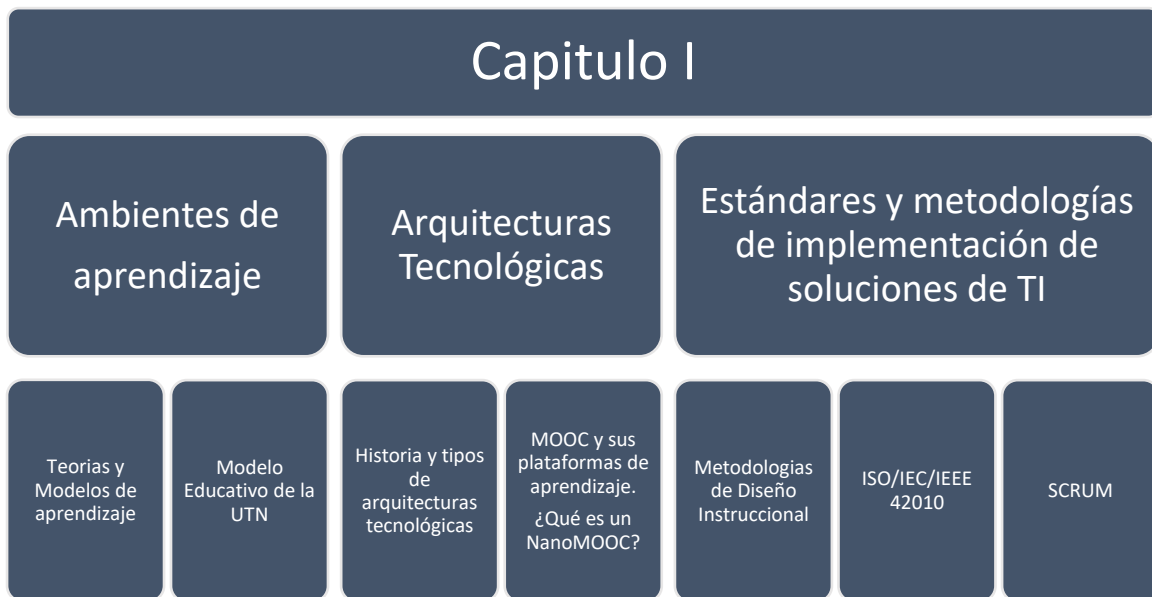 Capitulo I
Ambientes de
aprendizaje
Arquitecturas
Tecnológicas
Estándares y metodologías
de implementación de
soluciones de TI
Teorias y
Modelos de
aprendizaje
Modelo
Educativo de la
UTN
Historia y tipos
de
arquitecturas
tecnológicas
MOOC y sus
plataformas de
aprendizaje.
¿Qué es un
NanoMOOC?
Metodologias
de Diseño
Instruccional
ISO/IEC/IEEE
42010
SCRUM